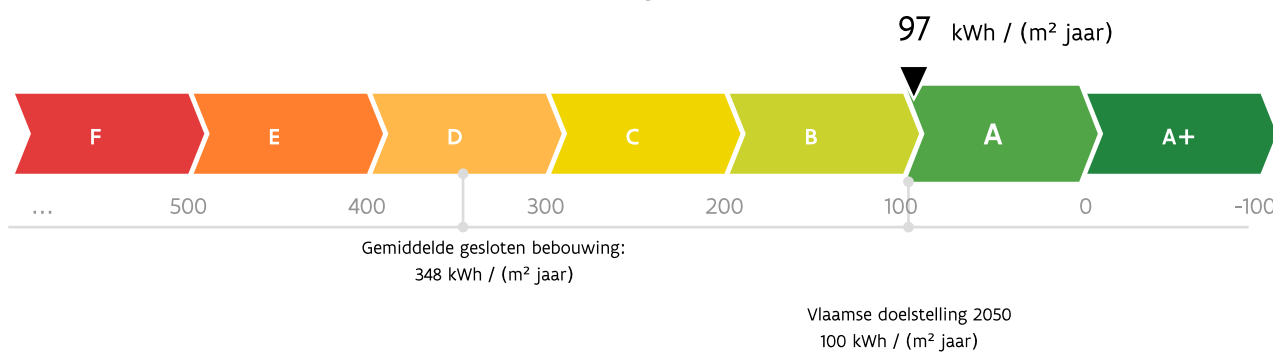 97 kWh / (m² jaar)
F E D C B A A+
... 500 400 300 200 100 0 -100
Gemiddelde gesloten bebouwing:
348 kWh / (m² jaar)
Vlaamse doelstelling 2050
100 kWh / (m² jaar)